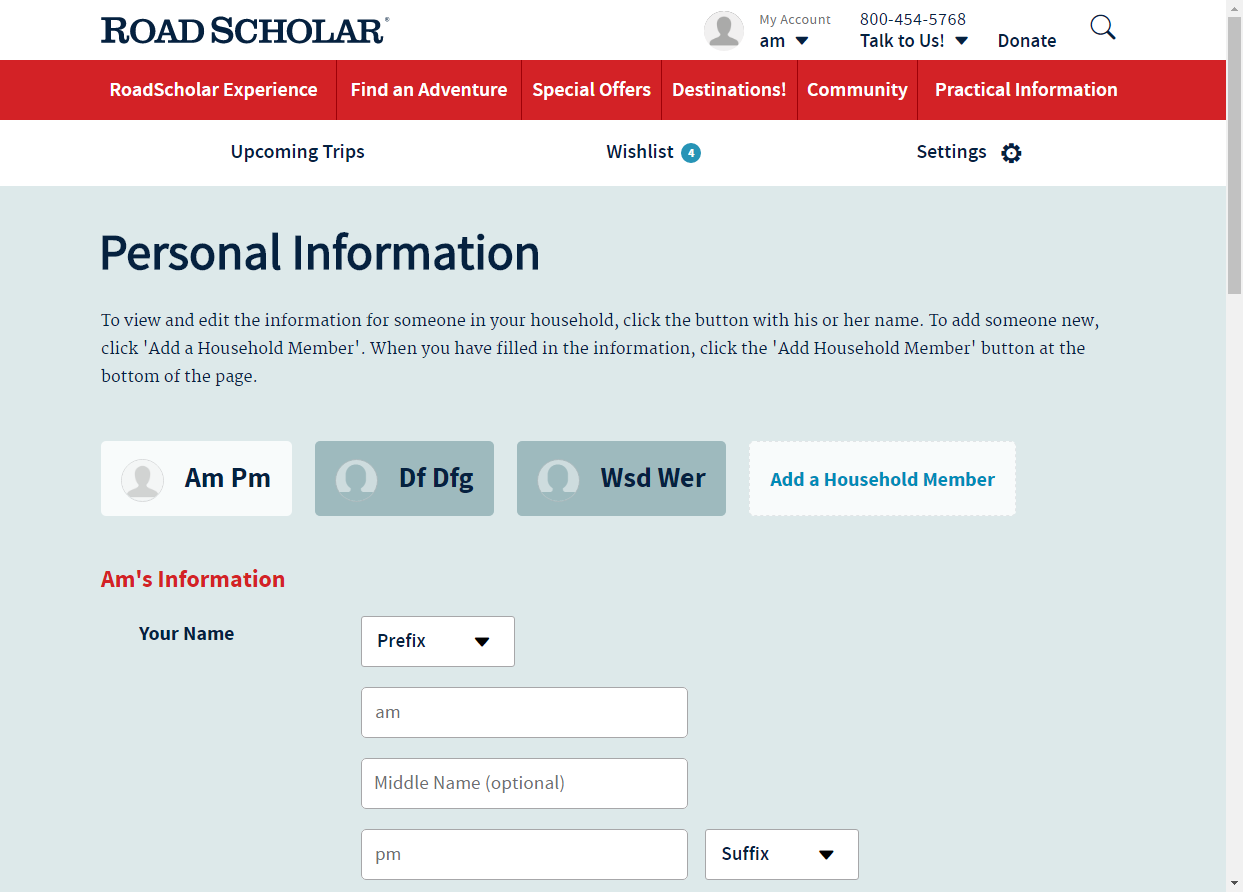 ROAD SCHOLAR®
My Account
am
800-454-5768
Talk to Us!
Donate
RoadScholar Experience
Find an Adventure
Special Offers
Destinations!
Community
Practical Information
Upcoming Trips
Wishlist 4
Settings
Personal Information
To view and edit the information for someone in your household, click the button with his or her name. To add someone new,
click 'Add a Household Member'. When you have filled in the information, click the 'Add Household Member' button at the
bottom of the page.
Am Pm
Df Dfg
Wsd Wer
Add a Household Member
Am's Information
Your Name
Prefix
am
Middle Name (optional)
pm
Suffix